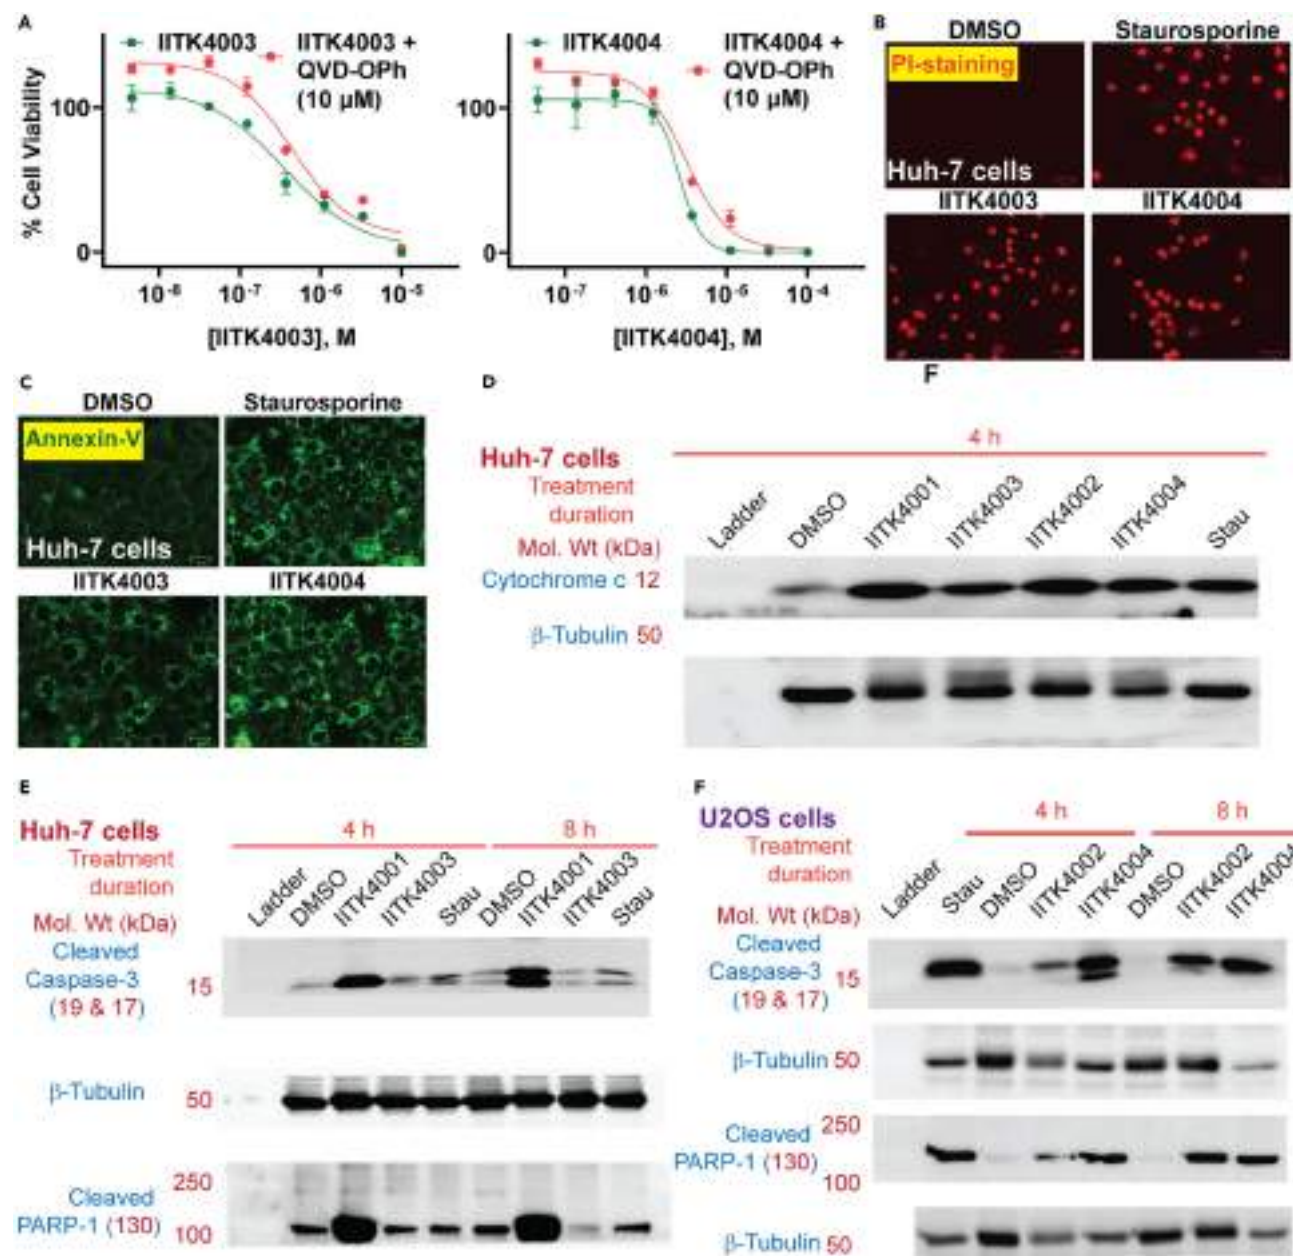 A
IITK4003
IITK4003 +
QVD-OPh
(10 μM)
% Cell Viability
100
0
10-8
10-7
10-6
10-5
[IITK4003], M
IITK4004
IITK4004 +
QVD-OPh
(10 μM)
100
0
10-7
10-6
10-5
10-4
[IITK4004], M
B
DMSO
Staurosporine
PI-staining
Huh-7 cells
IITK4003
IITK4004
F
C
DMSO
Staurosporine
Annexin-V
Huh-7 cells
IITK4003
IITK4004
D
4 h
Huh-7 cells
Treatment
duration
Ladder
DMSO
IITK4001
IITK4003
IITK4002
IITK4004
Stau
Mol. Wt (kDa)
Cytochrome c 12
β-Tubulin 50
E
Huh-7 cells
4 h
8 h
Treatment
duration
Ladder
DMSO
IITK4001
IITK4003
Stau
DMSO
IITK4001
IITK4003
Stau
Mol. Wt (kDa)
Cleaved
Caspase-3 15
(19 & 17)
β-Tubulin 50
250
Cleaved
PARP-1 (130) 100
F
U2OS cells
4 h
8 h
Treatment
duration
Ladder
Stau
DMSO
IITK4002
IITK4004
DMSO
IITK4002
IITK4004
Mol. Wt (kDa)
Cleaved
Caspase-3 15
(19 & 17)
β-Tubulin 50
250
Cleaved
PARP-1 (130)
100
β-Tubulin 50